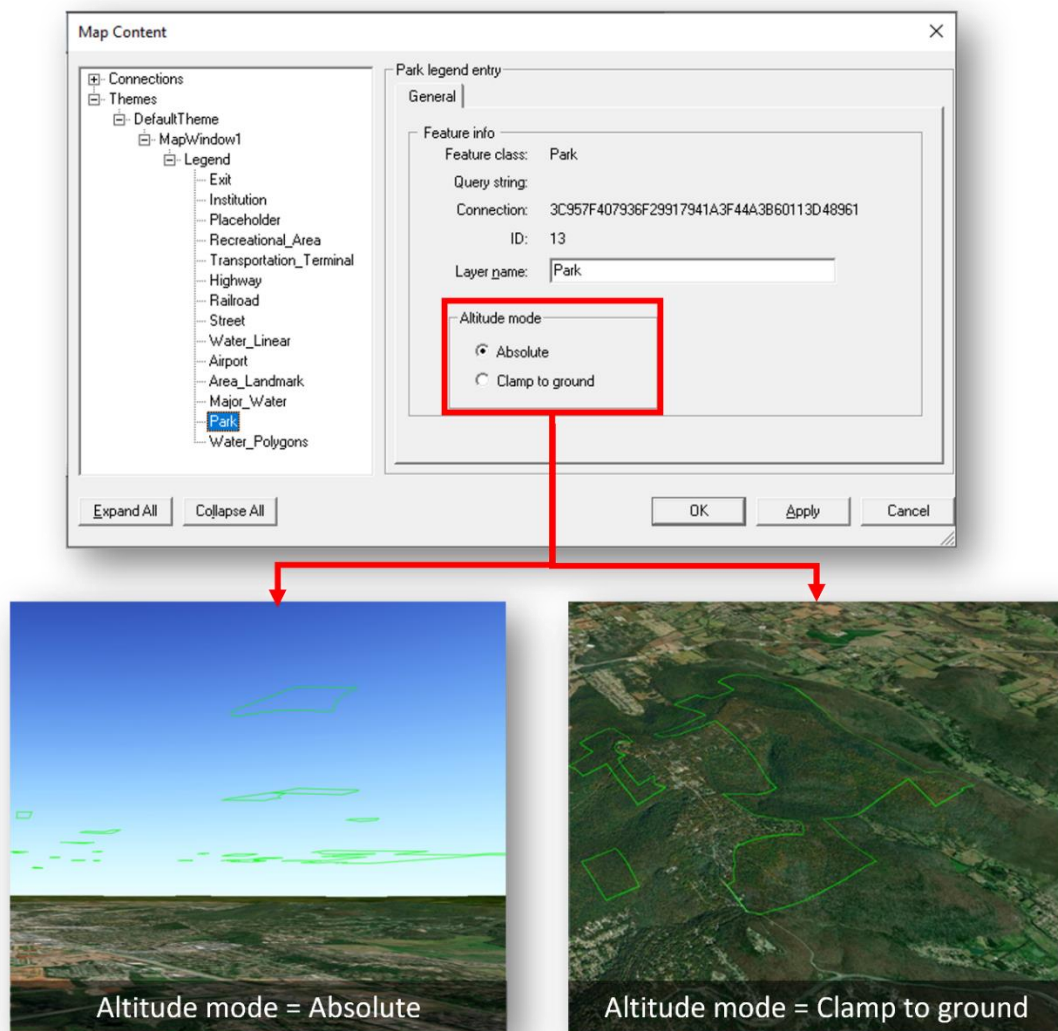 Map Content
Connections
Themes
DefaultTheme
MapWindow1
Legend
Exit
Institution
Placeholder
Recreational_Area
Transportation_Terminal
Highway
Railroad
Street
Water_Linear
Airport
Area_Landmark
Major_Water
Park
Water_Polygons
Park legend entry
General
Feature info
Feature class: Park
Query string:
Connection: 3C957F407936F29917941A3F44A3B60113D48961
ID: 13
Layer name: Park
Altitude mode
Absolute
Clamp to ground
Expand All Collapse All OK Apply Cancel
Altitude mode = Absolute
Altitude mode = Clamp to ground